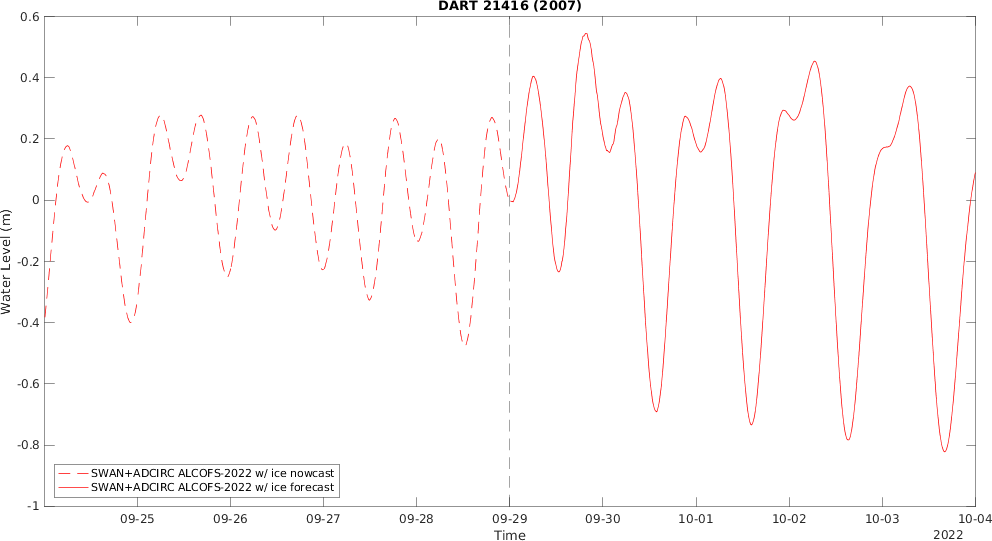 DART 21416 (2007)
0.6
0.4
0.2
0
-0.2
-0.4
-0.6
-0.8
-1
Water Level (m)
SWAN+ADCIRC ALCOFS-2022 w/ ice nowcast
SWAN+ADCIRC ALCOFS-2022 w/ ice forecast
09-25 09-26 09-27 09-28 09-29 09-30 10-01 10-02 10-03 10-04
Time
2022